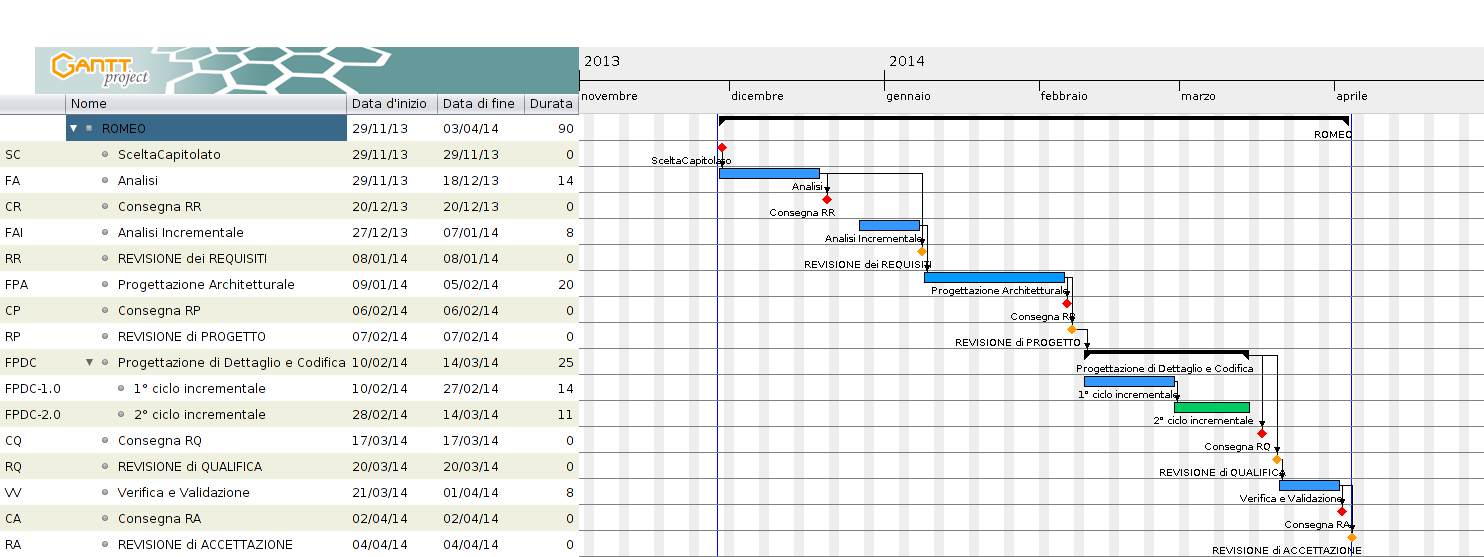 GANTT project
2013 2014
novembre dicembre gennaio febbraio marzo aprile
Nome Data d'inizio Data di fine Durata
ROMEO 29/11/13 03/04/14 90
ROMEO
SC SceltaCapitolato 29/11/13 29/11/13 0
SceltaCapitolato
FA Analisi 29/11/13 18/12/13 14
Analisi
CR Consegna RR 20/12/13 20/12/13 0
Consegna RR
FAI Analisi Incrementale 27/12/13 07/01/14 8
Analisi Incrementale
RR REVISIONE dei REQUISITI 08/01/14 08/01/14 0
REVISIONE dei REQUISITI
FPA Progettazione Architetturale 09/01/14 05/02/14 20
Progettazione Architetturale
CP Consegna RP 06/02/14 06/02/14 0
Consegna RP
RP REVISIONE di PROGETTO 07/02/14 07/02/14 0
REVISIONE di PROGETTO
FPDC Progettazione di Dettaglio e Codifica 10/02/14 14/03/14 25
Progettazione di Dettaglio e Codifica
FPDC-1.0 1° ciclo incrementale 10/02/14 27/02/14 14
1° ciclo incrementale
FPDC-2.0 2° ciclo incrementale 28/02/14 14/03/14 11
2° ciclo incrementale
CQ Consegna RQ 17/03/14 17/03/14 0
Consegna RQ
RQ REVISIONE di QUALIFICA 20/03/14 20/03/14 0
REVISIONE di QUALIFICA
VV Verifica e Validazione 21/03/14 01/04/14 8
Verifica e Validazione
CA Consegna RA 02/04/14 02/04/14 0
Consegna RA
RA REVISIONE di ACCETTAZIONE 04/04/14 04/04/14 0
REVISIONE di ACCETTAZIONE